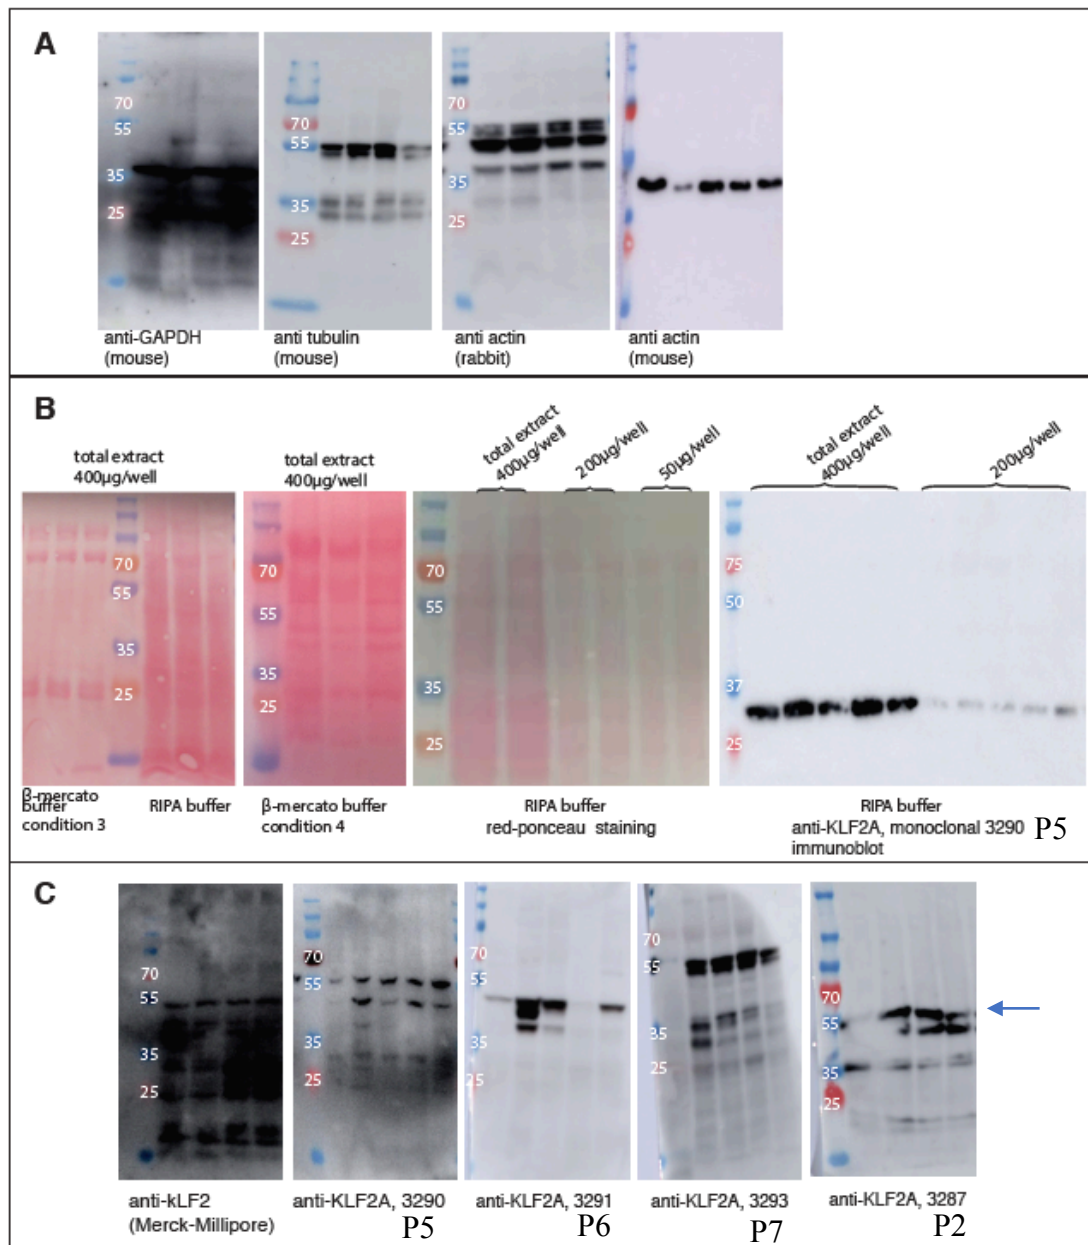 A
70
55
35
25
70
55
35
25
70
55
35
25
anti-GAPDH
(mouse)
anti tubulin
(mouse)
anti actin
(rabbit)
anti actin
(mouse)
B
total extract
400µg/well
total extract
400µg/well
total extract
400µg/well
200µg/well
50µg/well
total extract
400µg/well
200µg/well
70
55
35
25
70
55
35
25
70
55
35
25
75
50
37
25
β-mercato
buffer
condition 3
RIPA buffer
β-mercato buffer
condition 4
RIPA buffer
red-ponceau staining
RIPA buffer
anti-KLF2A, monoclonal 3290 P5
immunoblot
C
70
55
35
25
70
55
35
25
70
55
35
25
70
55
35
25
70
55
35
25
anti-kLF2
(Merck-Millipore)
anti-KLF2A, 3290
P5
anti-KLF2A, 3291
P6
anti-KLF2A, 3293
P7
anti-KLF2A, 3287
P2